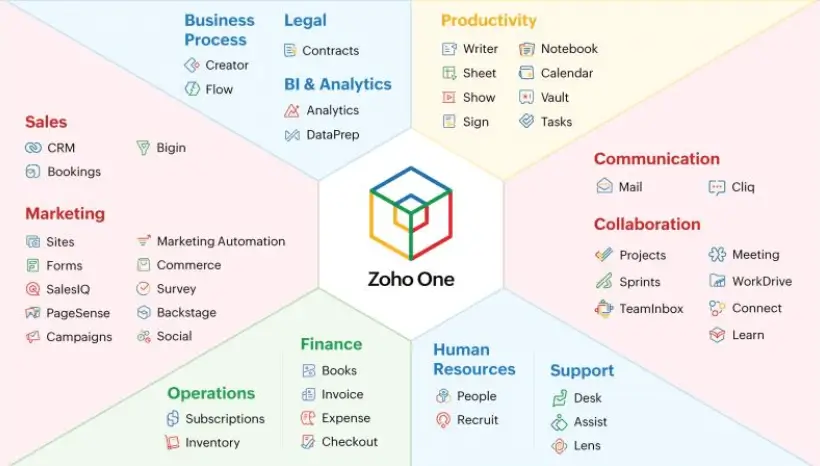 Business
Process
Creator
Flow
Legal
Contracts
BI & Analytics
Analytics
DataPrep
Productivity
Writer
Notebook
Sheet
Calendar
Show
Vault
Sign
Tasks
Sales
CRM
Bigin
Bookings
Marketing
Sites
Marketing Automation
Forms
Commerce
SalesIQ
Survey
PageSense
Backstage
Campaigns
Social
Zoho One
Communication
Mail
Cliq
Collaboration
Projects
Meeting
Sprints
WorkDrive
TeamInbox
Connect
Learn
Operations
Subscriptions
Inventory
Finance
Books
Invoice
Expense
Checkout
Human
Resources
People
Recruit
Support
Desk
Assist
Lens